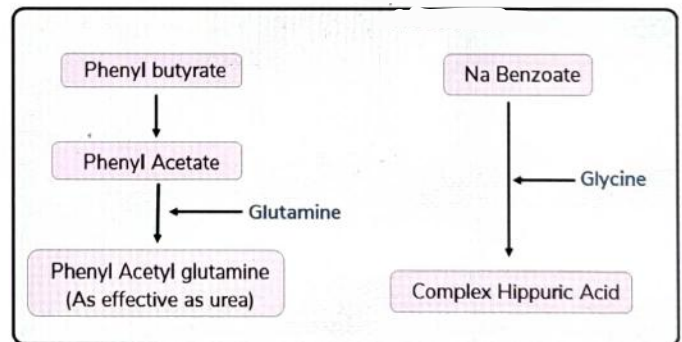 Phenyl butyrate
Phenyl Acetate
Glutamine
Phenyl Acetyl glutamine
(As effective as urea)
Na Benzoate
Glycine
Complex Hippuric Acid